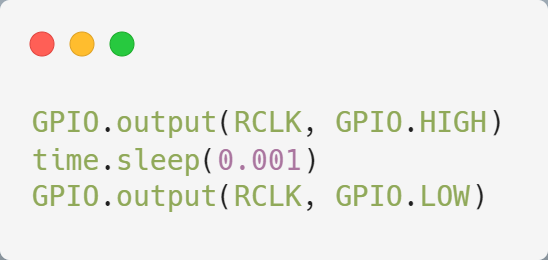 GPIO.output(RCLK, GPIO.HIGH)
time.sleep(0.001)
GPIO.output(RCLK, GPIO.LOW)